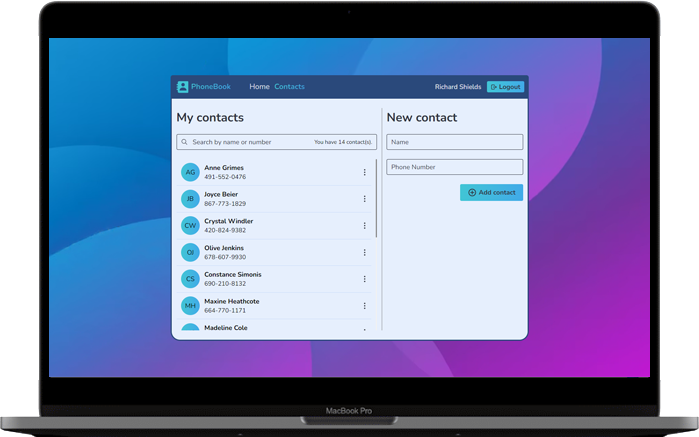 PhoneBook Home Contacts Richard Shields Logout
My contacts
Search by name or number You have 14 contact(s).
AG Anne Grimes
491-552-0476
JB Joyce Beier
867-773-1829
CW Crystal Windler
420-824-9382
OJ Olive Jenkins
678-607-9930
CS Constance Simonis
690-210-8132
MH Maxine Heathcote
664-770-1171
Madeline Cole
New contact
Name
Phone Number
Add contact
MacBook Pro